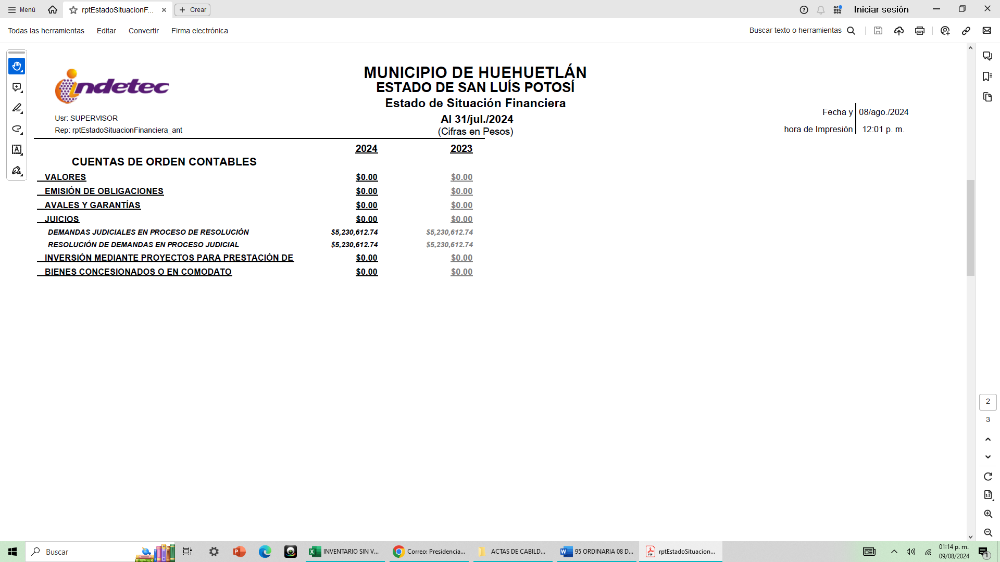 Menú
rptEstadoSituacionF...
Crear
Iniciar sesión
Todas las herramientas
Editar
Convertir
Firma electrónica
Buscar texto o herramientas
indetec
MUNICIPIO DE HUEHUETLÁN
ESTADO DE SAN LUÍS POTOSÍ
Estado de Situación Financiera
Al 31/jul./2024
(Cifras en Pesos)
Usr: SUPERVISOR
Rep: rptEstadoSituacionFinanciera_ant
Fecha y 08/ago./2024
hora de Impresión 12:01 p. m.
2024 2023
CUENTAS DE ORDEN CONTABLES
VALORES $0.00 $0.00
EMISIÓN DE OBLIGACIONES $0.00 $0.00
AVALES Y GARANTÍAS $0.00 $0.00
JUICIOS $0.00 $0.00
DEMANDAS JUDICIALES EN PROCESO DE RESOLUCIÓN $5,230,612.74 $5,230,612.74
RESOLUCIÓN DE DEMANDAS EN PROCESO JUDICIAL $5,230,612.74 $5,230,612.74
INVERSIÓN MEDIANTE PROYECTOS PARA PRESTACIÓN DE $0.00 $0.00
BIENES CONCESIONADOS O EN COMODATO $0.00 $0.00
2
3
Buscar
INVENTARIO SIN V...
Correo: Presidencia...
ACTAS DE CABILD...
95 ORDINARIA 08 D...
rptEstadoSituacion...
01:14 p. m.
09/08/2024
1